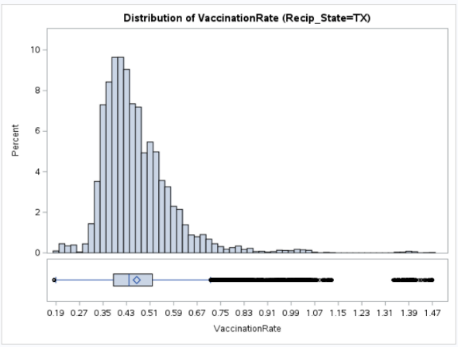 Distribution of VaccinationRate (Recip_State=TX)
10
8
6
4
2
0
Percent
0.19 0.27 0.35 0.43 0.51 0.59 0.67 0.75 0.83 0.91 0.99 1.07 1.15 1.23 1.31 1.39 1.47
VaccinationRate